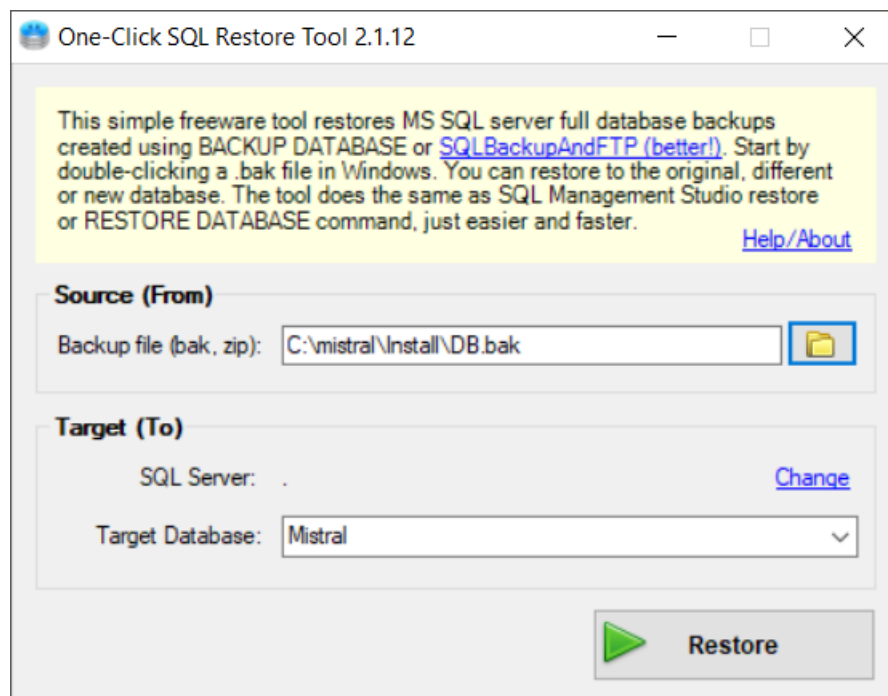 One-Click SQL Restore Tool 2.1.12
This simple freeware tool restores MS SQL server full database backups
created using BACKUP DATABASE or SQLBackupAndFTP (better!). Start by
double-clicking a .bak file in Windows. You can restore to the original, different
or new database. The tool does the same as SQL Management Studio restore
or RESTORE DATABASE command, just easier and faster.
Help/About
Source (From)
Backup file (bak, zip): C:\mistral\Install\DB.bak
Target (To)
SQL Server: . Change
Target Database: Mistral
Restore